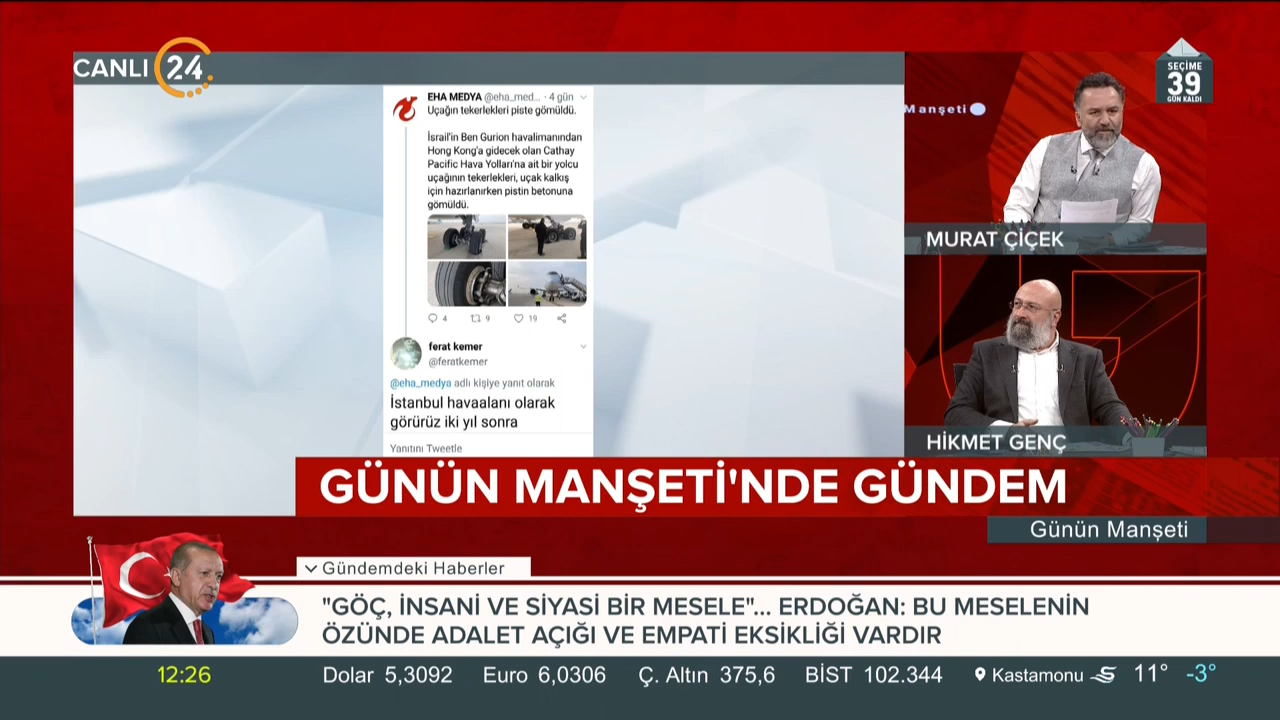 CANLI 24
EHA MEDYA @eha_med... · 4 gün
Uçağın tekerlekleri piste gömüldü.
İsrail'in Ben Gurion havalimanından
Hong Kong'a gidecek olan Cathay
Pacific Hava Yolları'na ait bir yolcu
uçağının tekerlekleri, uçak kalkış
için hazırlanırken pistin betonuna
gömüldü.
4 9 19
ferat kemer
@feratkemer
@eha_medya adlı kişiye yanıt olarak
İstanbul havaalanı olarak
görürüz iki yıl sonra
Yanıtını Tweetle
Manşeti
SEÇİME
39
GÜN KALDI
MURAT ÇİÇEK
HİKMET GENÇ
GÜNÜN MANŞETİ'NDE GÜNDEM
Günün Manşeti
Gündemdeki Haberler
"GÖÇ, İNSANİ VE SİYASİ BİR MESELE"... ERDOĞAN: BU MESELENİN
ÖZÜNDE ADALET AÇIĞI VE EMPATİ EKSİKLİĞİ VARDIR
12:26 Dolar 5,3092 Euro 6,0306 Ç. Altın 375,6 BİST 102.344 Kastamonu 11° -3°